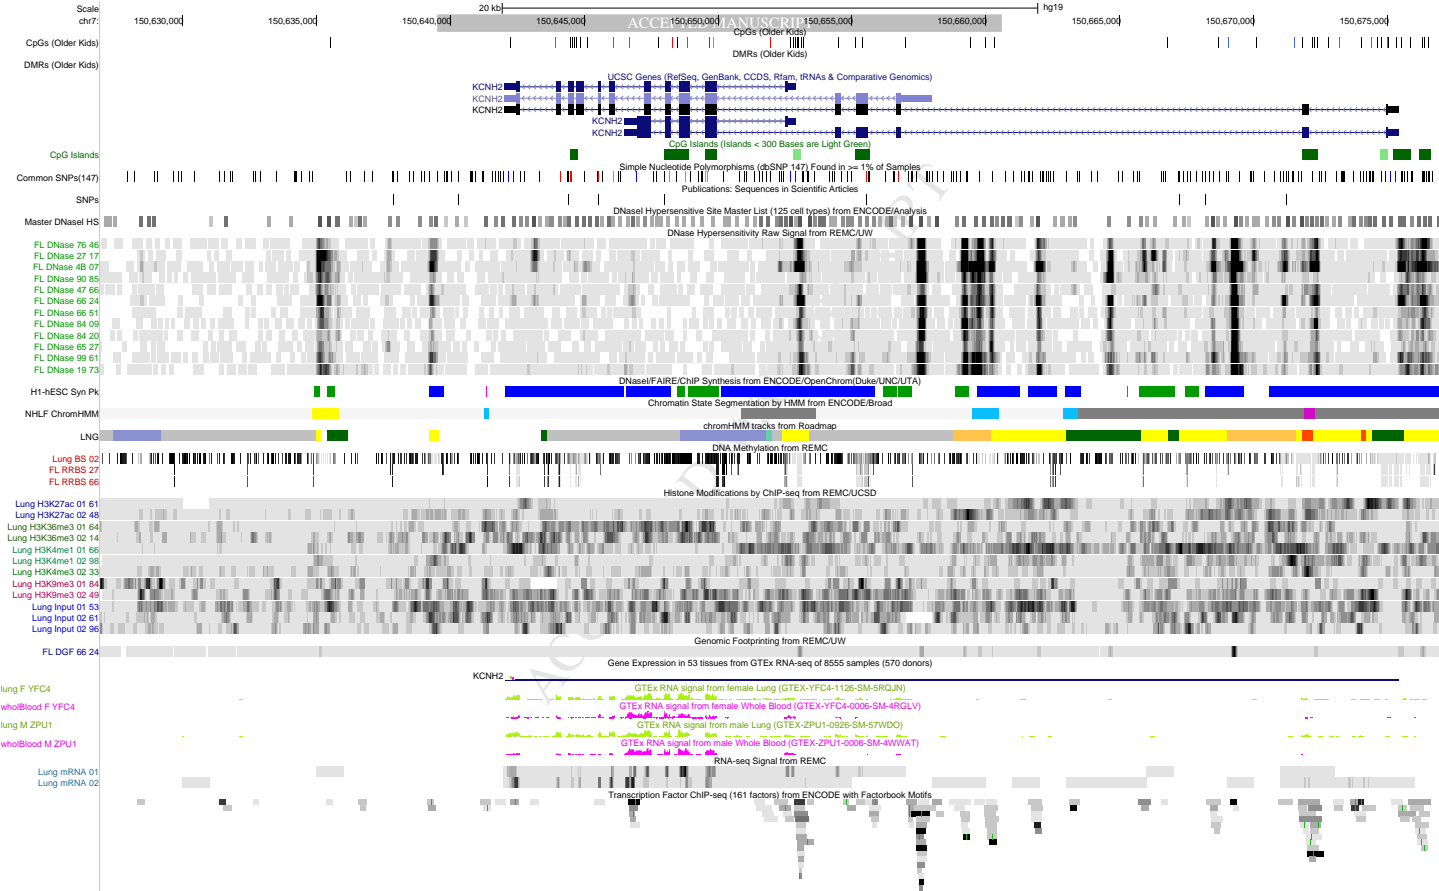 Scale
20 kb
hg19
chr7:
150,630,000
150,635,000
150,640,000
150,645,000
150,650,000
150,655,000
150,660,000
150,665,000
150,670,000
150,675,000
ACCEPTED MANUSCRIPT
CpGs (Older Kids)
CpGs (Older Kids)
DMRs (Older Kids)
DMRs (Older Kids)
UCSC Genes (RefSeq, GenBank, CCDS, Rfam, tRNAs & Comparative Genomics)
KCNH2
KCNH2
KCNH2
KCNH2
KCNH2
CpG Islands (Islands < 300 Bases are Light Green)
CpG Islands
Simple Nucleotide Polymorphisms (dbSNP 147) Found in >= 1% of Samples
Common SNPs(147)
Publications: Sequences in Scientific Articles
SNPs
DNaseI Hypersensitive Site Master List (125 cell types) from ENCODE/Analysis
Master DNaseI HS
DNase Hypersensitivity Raw Signal from REMC/UW
FL DNase 76 46
FL DNase 27 17
FL DNase 4B 07
FL DNase 90 85
FL DNase 47 66
FL DNase 66 24
FL DNase 66 51
FL DNase 84 09
FL DNase 84 20
FL DNase 65 27
FL DNase 99 61
FL DNase 19 73
DNaseI/FAIRE/ChIP Synthesis from ENCODE/OpenChrom(Duke/UNC/UTA)
H1-hESC Syn Pk
Chromatin State Segmentation by HMM from ENCODE/Broad
NHLF ChromHMM
chromHMM tracks from Roadmap
LNG
DNA Methylation from REMC
Lung BS 02
FL RRBS 27
FL RRBS 66
Histone Modifications by ChIP-seq from REMC/UCSD
Lung H3K27ac 01 61
Lung H3K27ac 02 48
Lung H3K36me3 01 64
Lung H3K36me3 02 14
Lung H3K4me1 01 66
Lung H3K4me1 02 98
Lung H3K4me3 02 33
Lung H3K9me3 01 84
Lung H3K9me3 02 49
Lung Input 01 53
Lung Input 02 61
Lung Input 02 96
Genomic Footprinting from REMC/UW
FL DGF 66 24
Gene Expression in 53 tissues from GTEx RNA-seq of 8555 samples (570 donors)
KCNH2
GTEx RNA signal from female Lung (GTEX-YFC4-1126-SM-5RQJN)
lung F YFC4
GTEx RNA signal from female Whole Blood (GTEX-YFC4-0006-SM-4RGLV)
wholBlood F YFC4
GTEx RNA signal from male Lung (GTEX-ZPU1-0926-SM-57WDO)
lung M ZPU1
GTEx RNA signal from male Whole Blood (GTEX-ZPU1-0006-SM-4WWAT)
wholBlood M ZPU1
RNA-seq Signal from REMC
Lung mRNA 01
Lung mRNA 02
Transcription Factor ChIP-seq (161 factors) from ENCODE with Factorbook Motifs